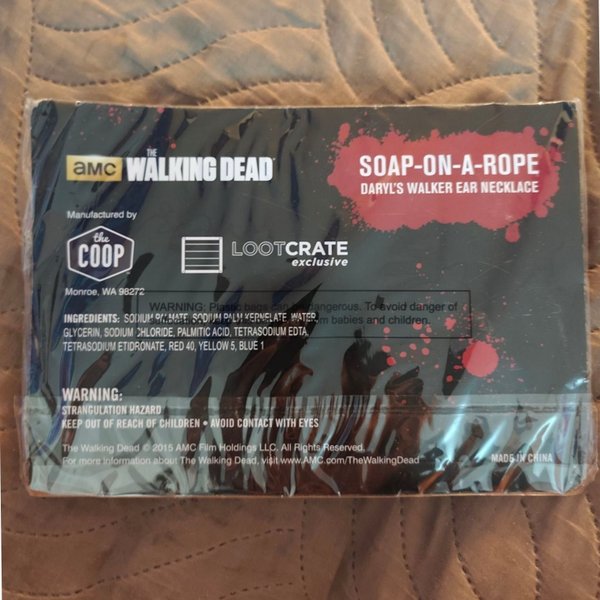 amc THE WALKING DEAD
SOAP-ON-A-ROPE
DARYL'S WALKER EAR NECKLACE
Manufactured by
the COOP
Monroe, WA 98272
LOOTCRATE
exclusive
WARNING: Plastic bags can be dangerous. To avoid danger of
babies and children.
INGREDIENTS: SODIUM PALMATE, SODIUM PALM KERNELATE, WATER,
GLYCERIN, SODIUM CHLORIDE, PALMITIC ACID, TETRASODIUM EDTA,
TETRASODIUM ETIDRONATE, RED 40, YELLOW 5, BLUE 1
WARNING:
STRANGULATION HAZARD
KEEP OUT OF REACH OF CHILDREN • AVOID CONTACT WITH EYES
The Walking Dead © 2015 AMC Film Holdings LLC. All Rights Reserved.
For more information about The Walking Dead, visit www.AMC.com/TheWalkingDead
MADE IN CHINA